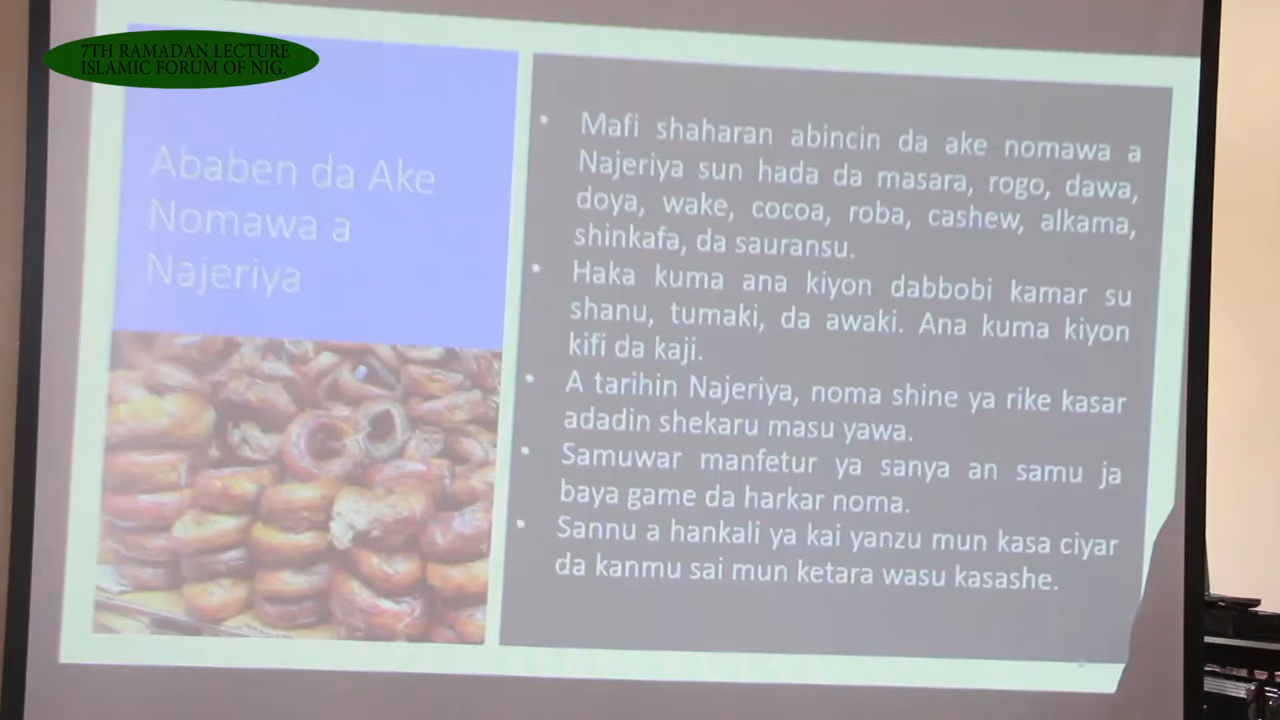 7TH RAMADAN LECTURE
ISLAMIC FORUM OF NIG.
Ababen da Ake
Nomawa a
Najeriya
• Mafi shaharan abincin da ake nomawa a
Najeriya sun hada da masara, rogo, dawa,
doya, wake, cocoa, roba, cashew, alkama,
shinkafa, da sauransu.
• Haka kuma ana kiyon dabbobi kamar su
shanu, tumaki, da awaki. Ana kuma kiyon
kifi da kaji.
• A tarihin Najeriya, noma shine ya rike kasar
adadin shekaru masu yawa.
• Samuwar manfetur ya sanya an samu ja
baya game da harkar noma.
• Sannu a hankali ya kai yanzu mun kasa ciyar
da kanmu sai mun ketara wasu kasashe.